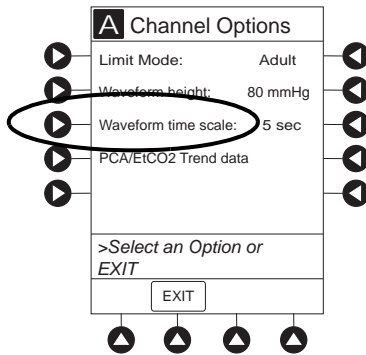 A Channel Options
Limit Mode: Adult
Waveform height: 80 mmHg
Waveform time scale: 5 sec
PCA/EtCO2 Trend data
>Select an Option or
EXIT
EXIT